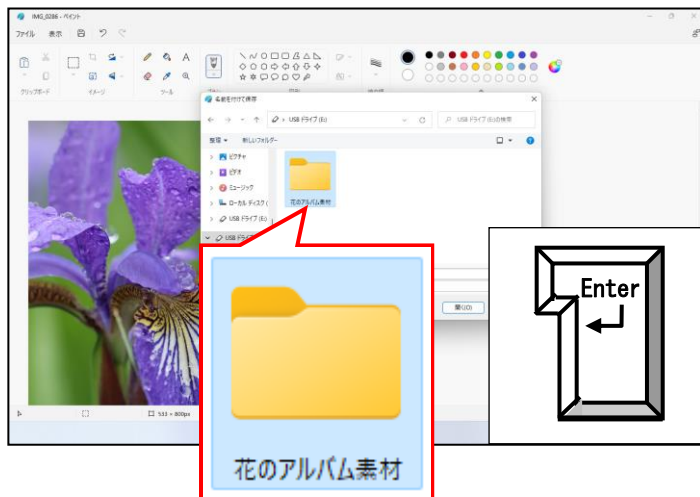 IMG_0286 - ペイント
ファイル 表示
クリップボード イメージ ツール
名前を付けて保存
USB ドライブ (E:)
USB ドライブ (E:)の検索
整理 新しいフォルダー
ピクチャ
ビデオ
ミュージック
ローカル ディスク (
USB ドライブ (E:)
花のアルバム素材
開く(O)
533 × 800px
花のアルバム素材
Enter